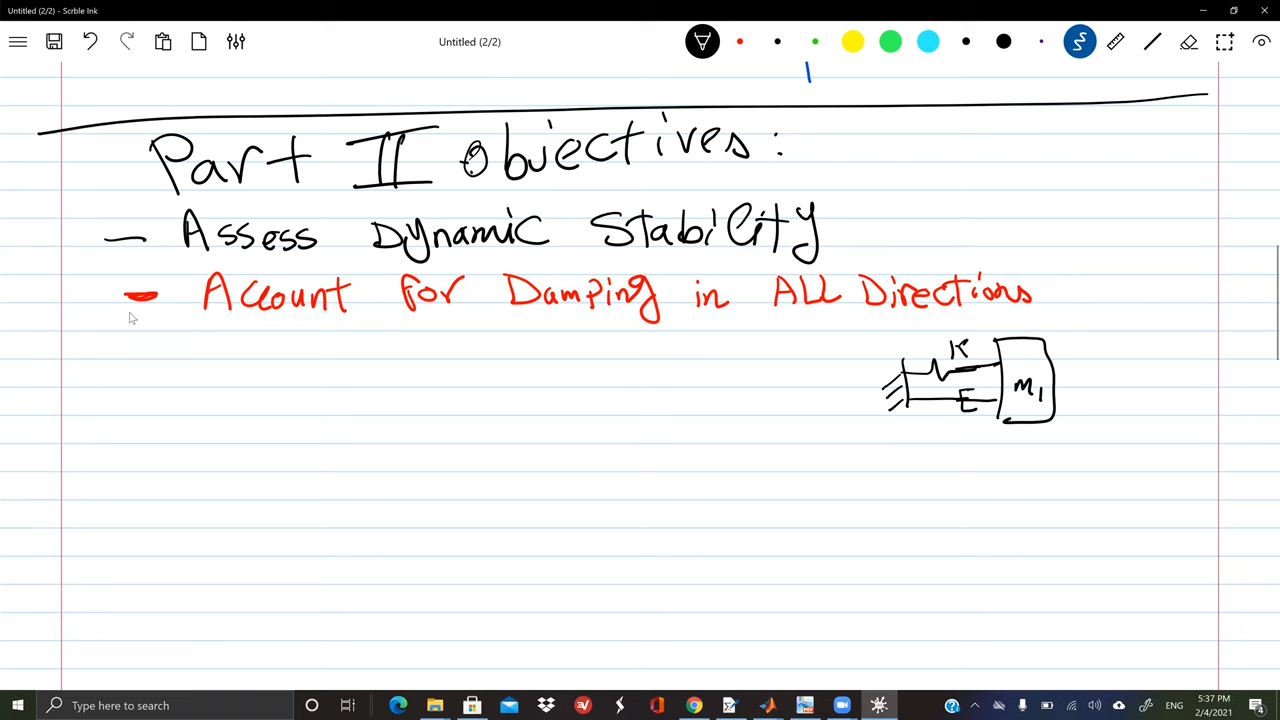 Untitled (2/2) - Scrble Ink
Untitled (2/2)
Part II Objectives:
- Assess Dynamic Stability
- Account for Damping in ALL Directions
K
E
m1
Type here to search
ENG
5:37 PM
2/4/2021
4